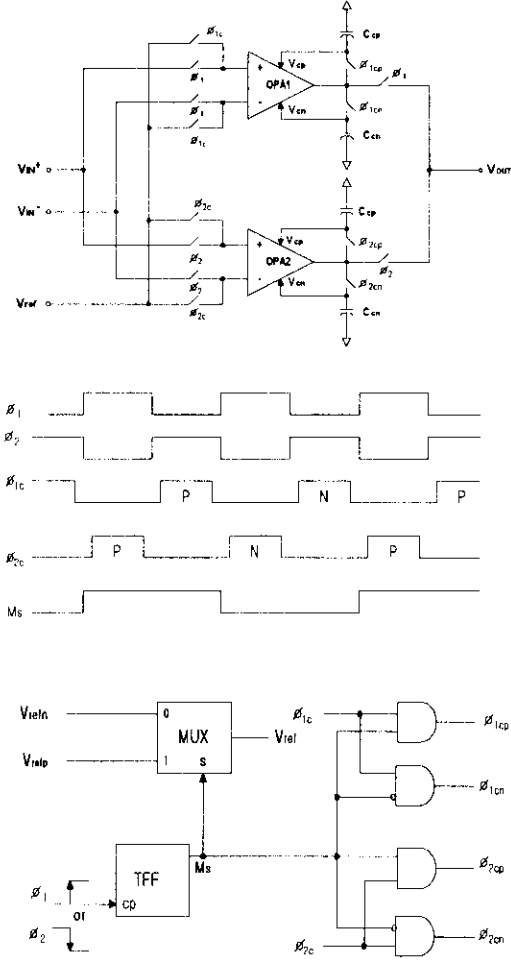 Ø1c
Ccp
Vcp
Ø1cp
Ø1
Ø1
+
OPA1
-
Ø1
Vcn
Ø1cn
Ø1c
Ccn
VIN+
VOUT
VIN-
Ø2c
Ccp
Vcp
Ø2cp
Ø2
+
OPA2
-
Ø2
Ø2
Vcn
Ø2cn
Vref
Ø2c
Ccn
Ø1
Ø2
Ø1c P N P
Ø2c P N P
Ms
Vrefn 0 MUX Vref
Vrefp 1 S
Ø1c Ø1cp
Ø1cn
TFF Ms
Ø2cp
Ø1 or cp
Ø2
Ø2c Ø2cn